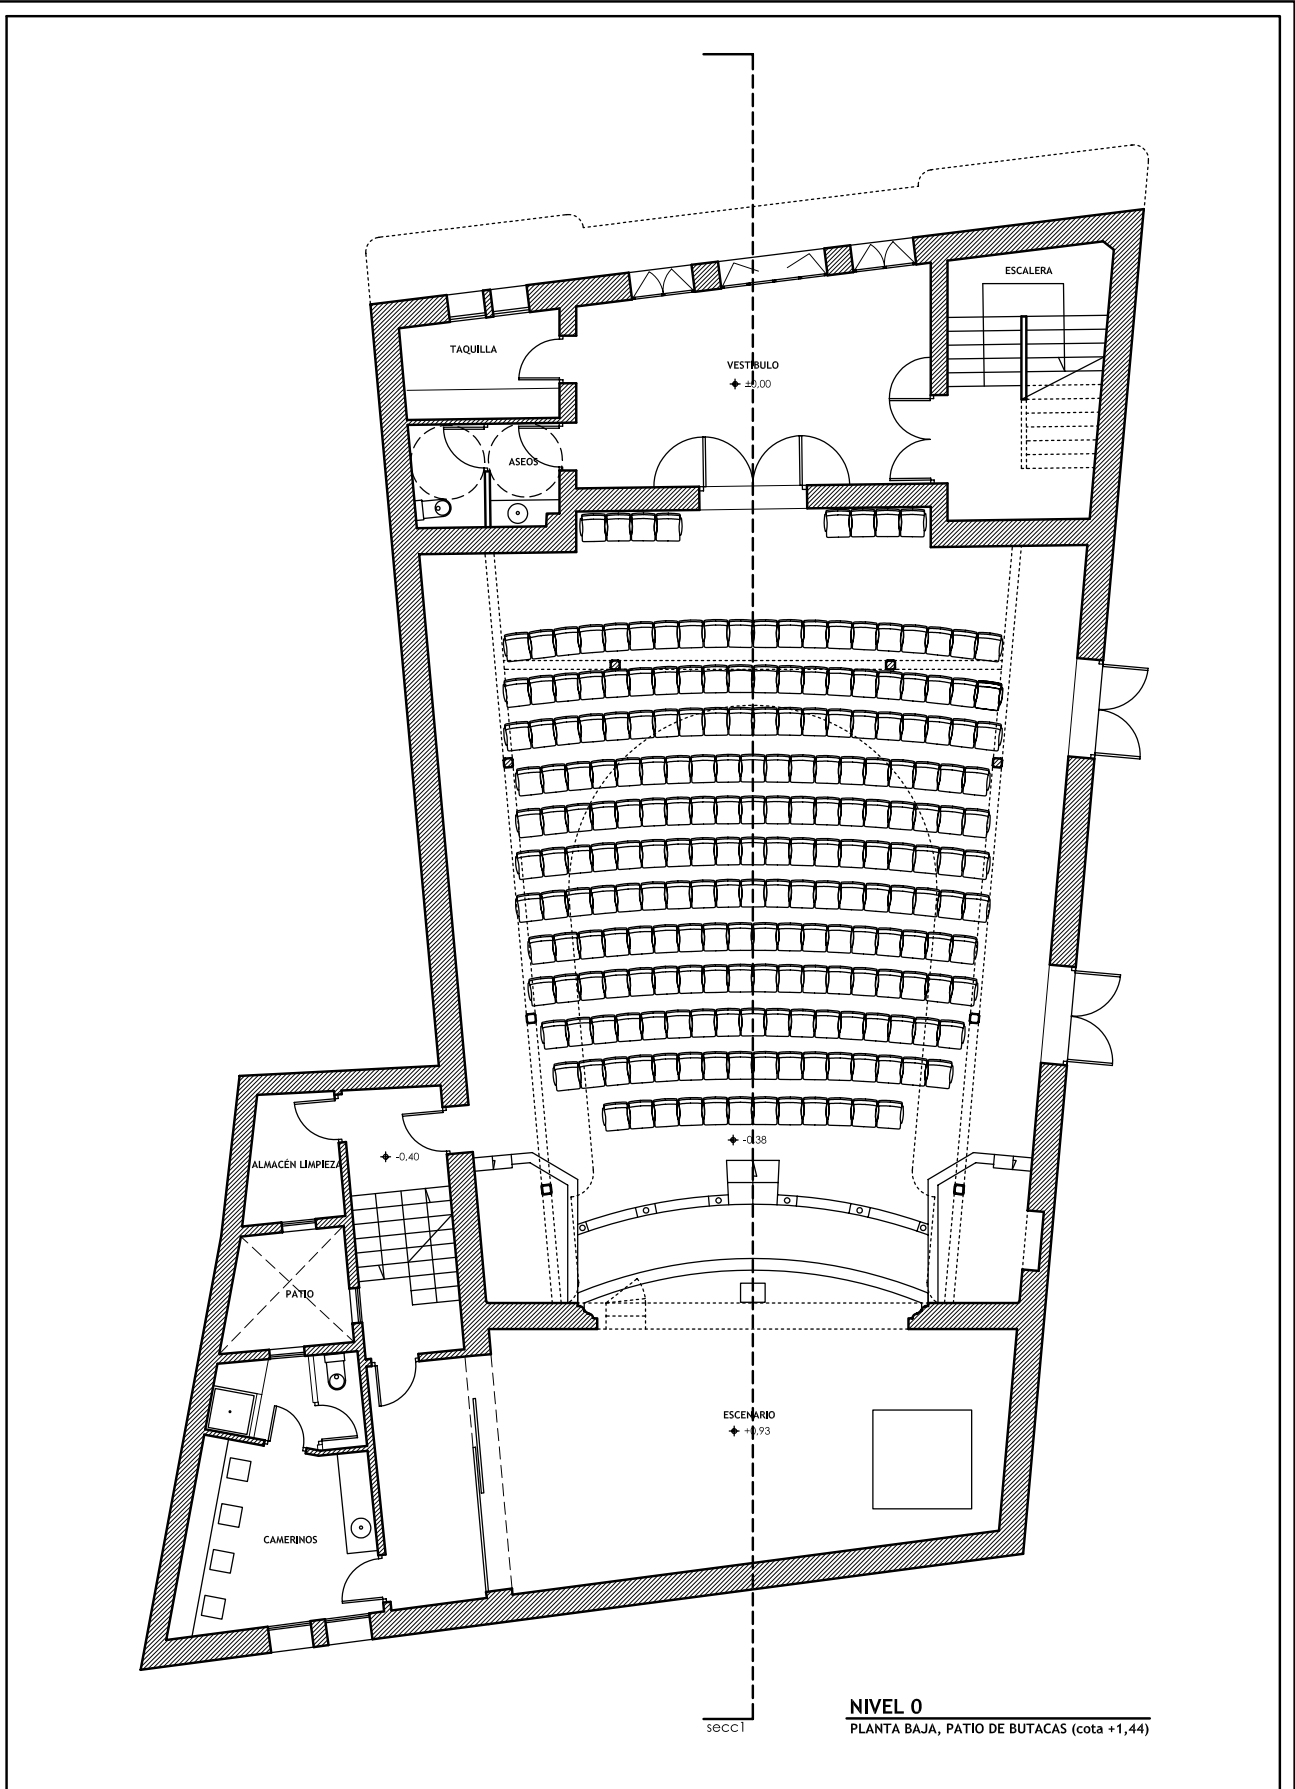 ESCALERA
TAQUILLA
VESTÍBULO
±0,00
ASEOS
-0,38
ALMACÉN LIMPIEZA
-0,40
PATIO
ESCENARIO
+0,93
CAMERINOS
NIVEL 0
secc1
PLANTA BAJA, PATIO DE BUTACAS (cota +1,44)